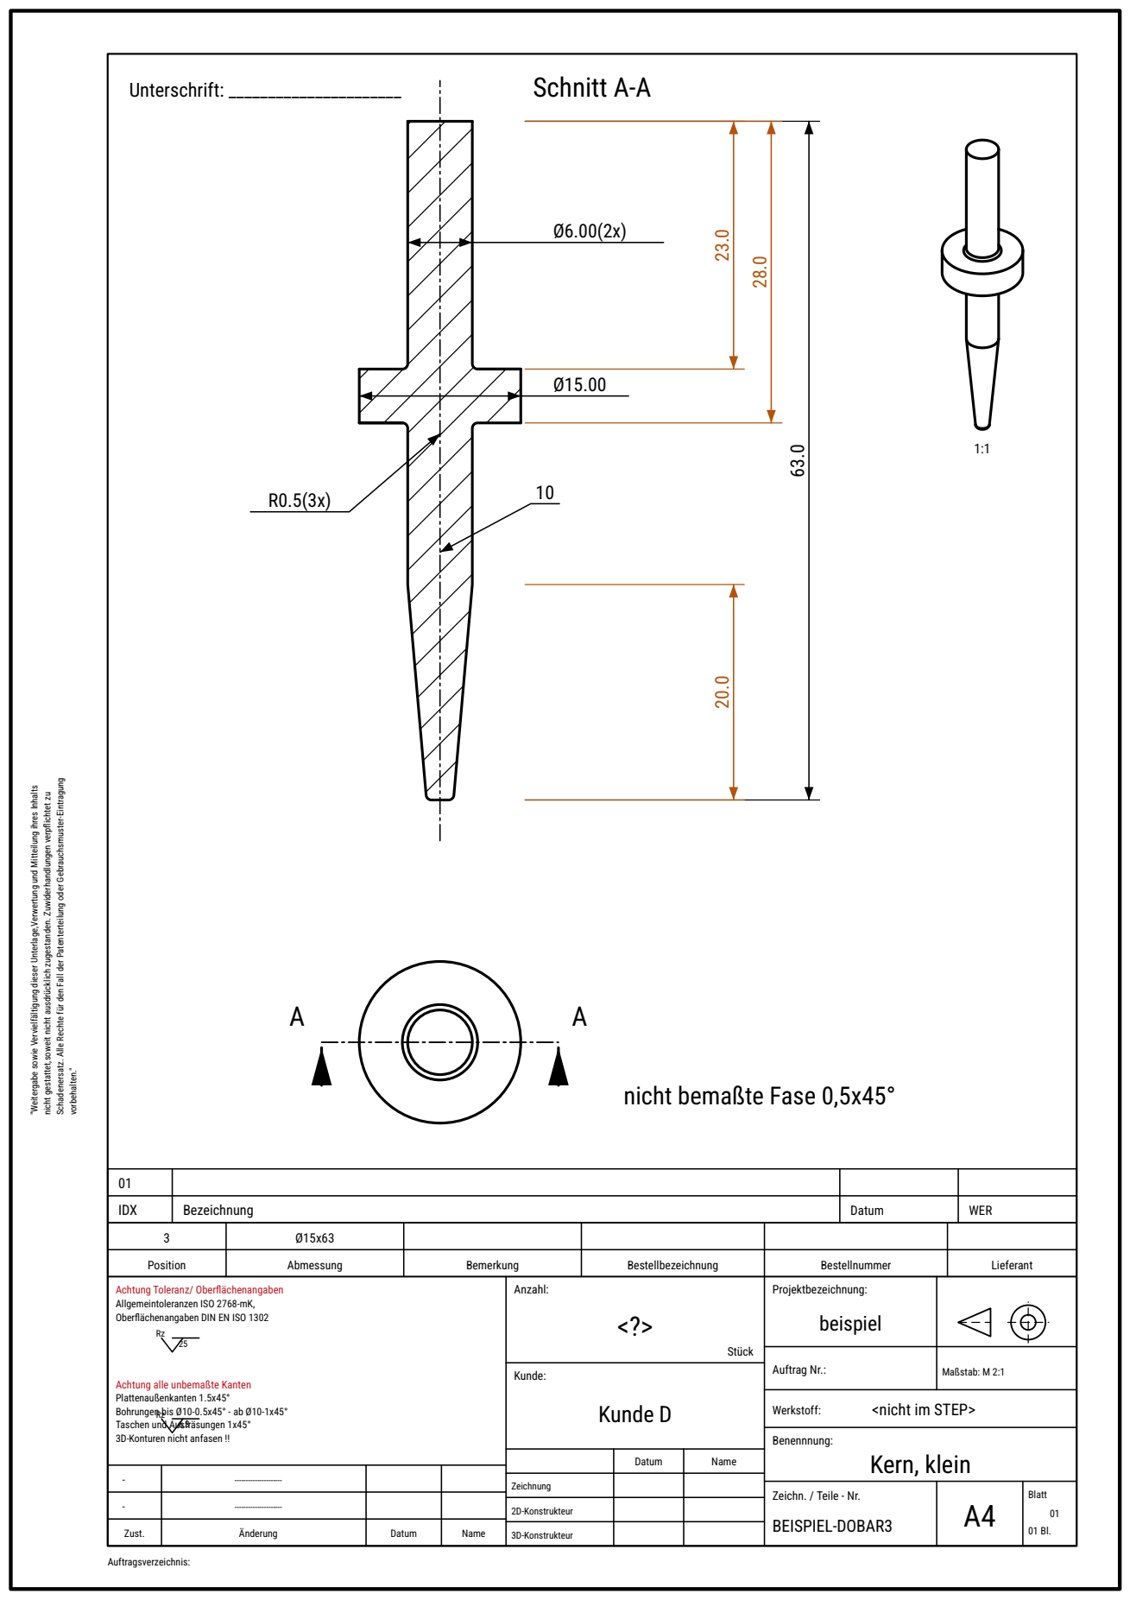 Unterschrift: ______________________
Schnitt A-A
Ø6.00(2x)
23.0
28.0
Ø15.00
63.0
1:1
R0.5(3x)
10
20.0
A
A
nicht bemaßte Fase 0,5x45°
"Weitergabe sowie Vervielfältigung dieser Unterlage,Verwertung und Mitteilung ihres Inhalts
nicht gestattet,soweit nicht ausdrücklich zugestanden. Zuwiderhandlungen verpflichtet zu
Schadenersatz. Alle Rechte für den Fall der Patenterteilung oder Gebrauchsmuster-Eintragung
vorbehalten."
01
IDX Bezeichnung Datum WER
3 Ø15x63
Position Abmessung Bemerkung Bestellbezeichnung Bestellnummer Lieferant
Achtung Toleranz/ Oberflächenangaben
Allgemeintoleranzen ISO 2768-mK,
Oberflächenangaben DIN EN ISO 1302
Rz
25
Achtung alle unbemaßte Kanten
Plattenaußenkanten 1.5x45°
Bohrungen bis Ø10-0.5x45° - ab Ø10-1x45°
Rz
Taschen und Ausfräsungen 1x45°
3D-Konturen nicht anfasen !!
- --------------------
- --------------------
Zust. Änderung Datum Name
Anzahl:
<?>
Stück
Kunde:
Kunde D
Datum Name
Zeichnung
2D-Konstrukteur
3D-Konstrukteur
Projektbezeichnung:
beispiel
Auftrag Nr.:
Maßstab: M 2:1
Werkstoff: <nicht im STEP>
Benennnung:
Kern, klein
Zeichn. / Teile - Nr.
BEISPIEL-DOBAR3
A4
Blatt
01
01 Bl.
Auftragsverzeichnis: